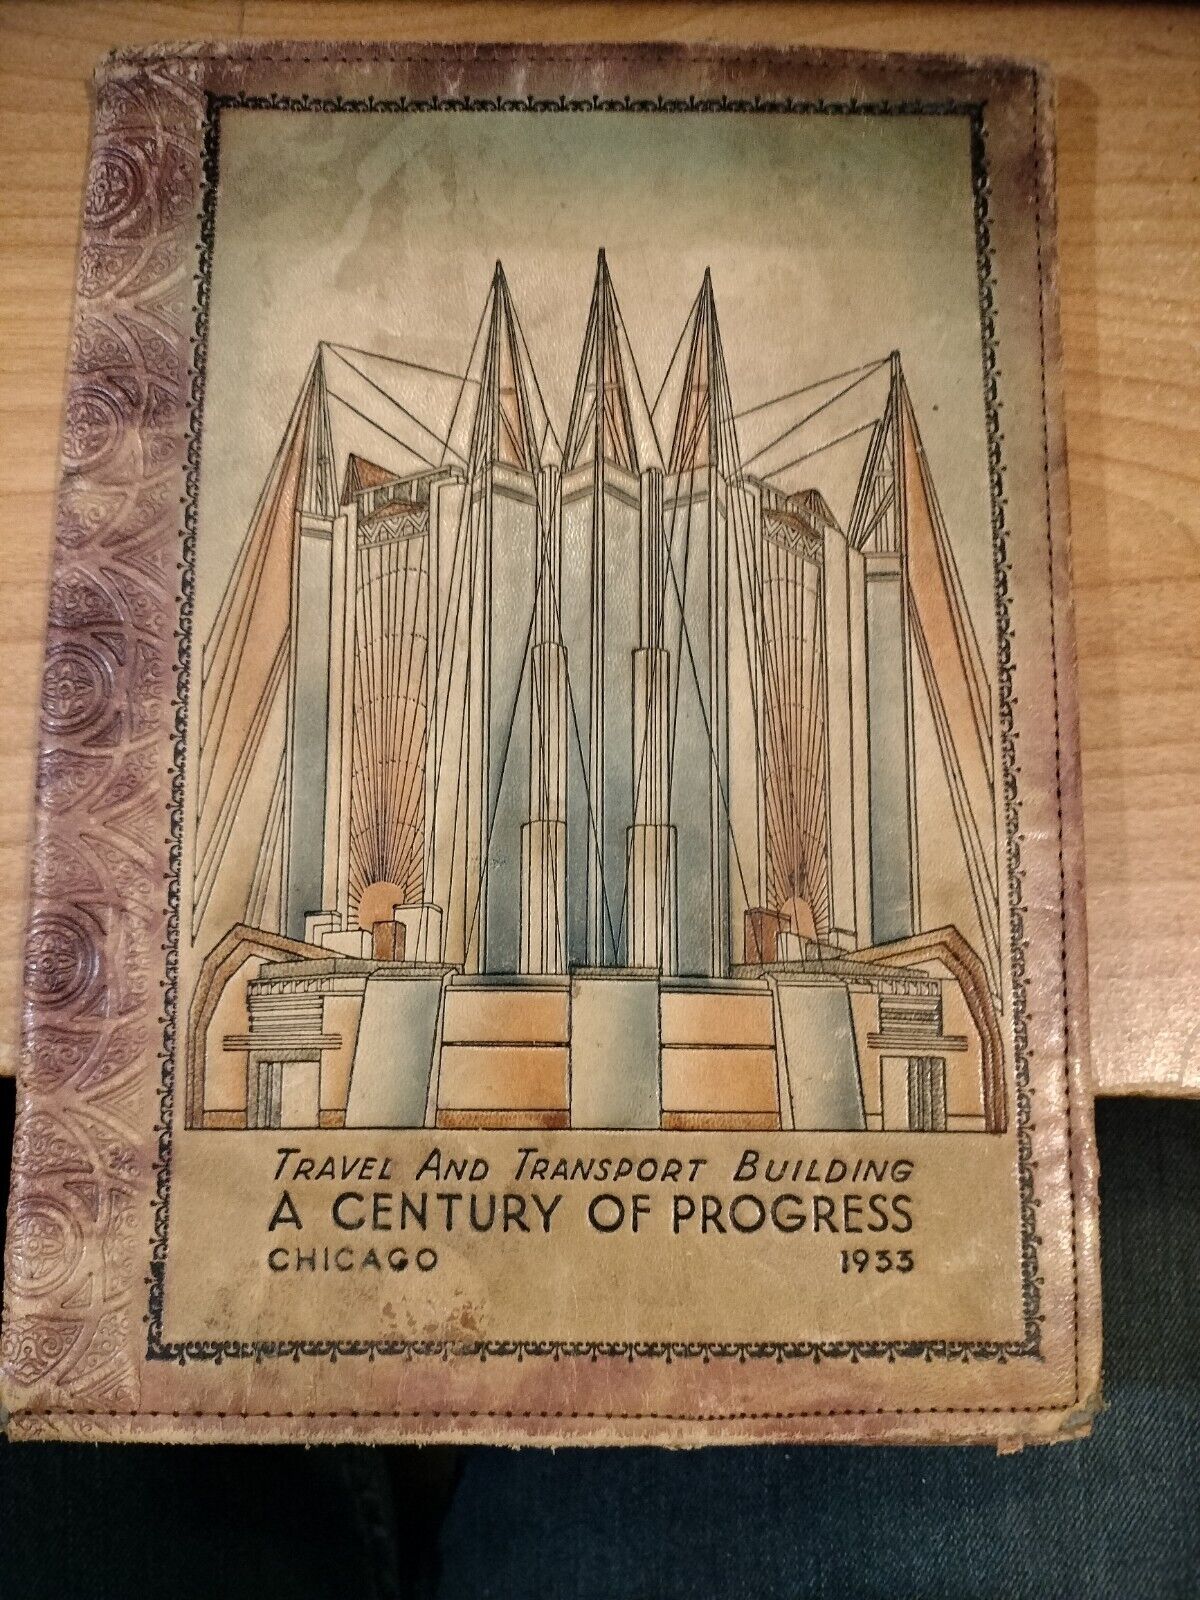 Travel And Transport Building
A CENTURY OF PROGRESS
CHICAGO 1933